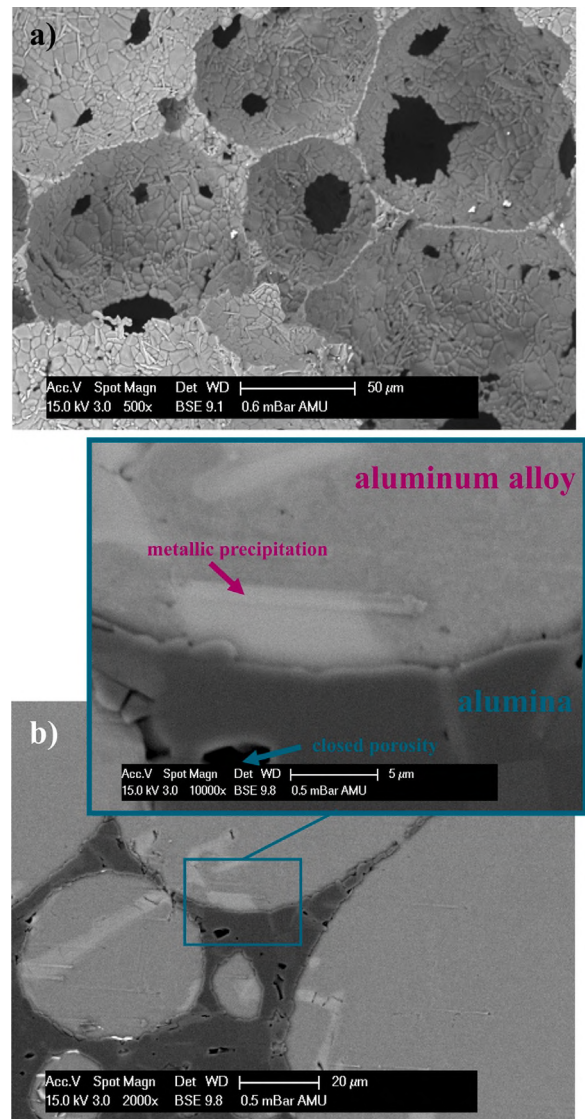 a)
Acc.V Spot Magn Det WD 50 μm
15.0 kV 3.0 500x BSE 9.1 0.6 mBar AMU
aluminum alloy
metallic precipitation
alumina
b)
closed porosity
Acc.V Spot Magn Det WD 5 μm
15.0 kV 3.0 10000x BSE 9.8 0.5 mBar AMU
Acc.V Spot Magn Det WD 20 μm
15.0 kV 3.0 2000x BSE 9.8 0.5 mBar AMU